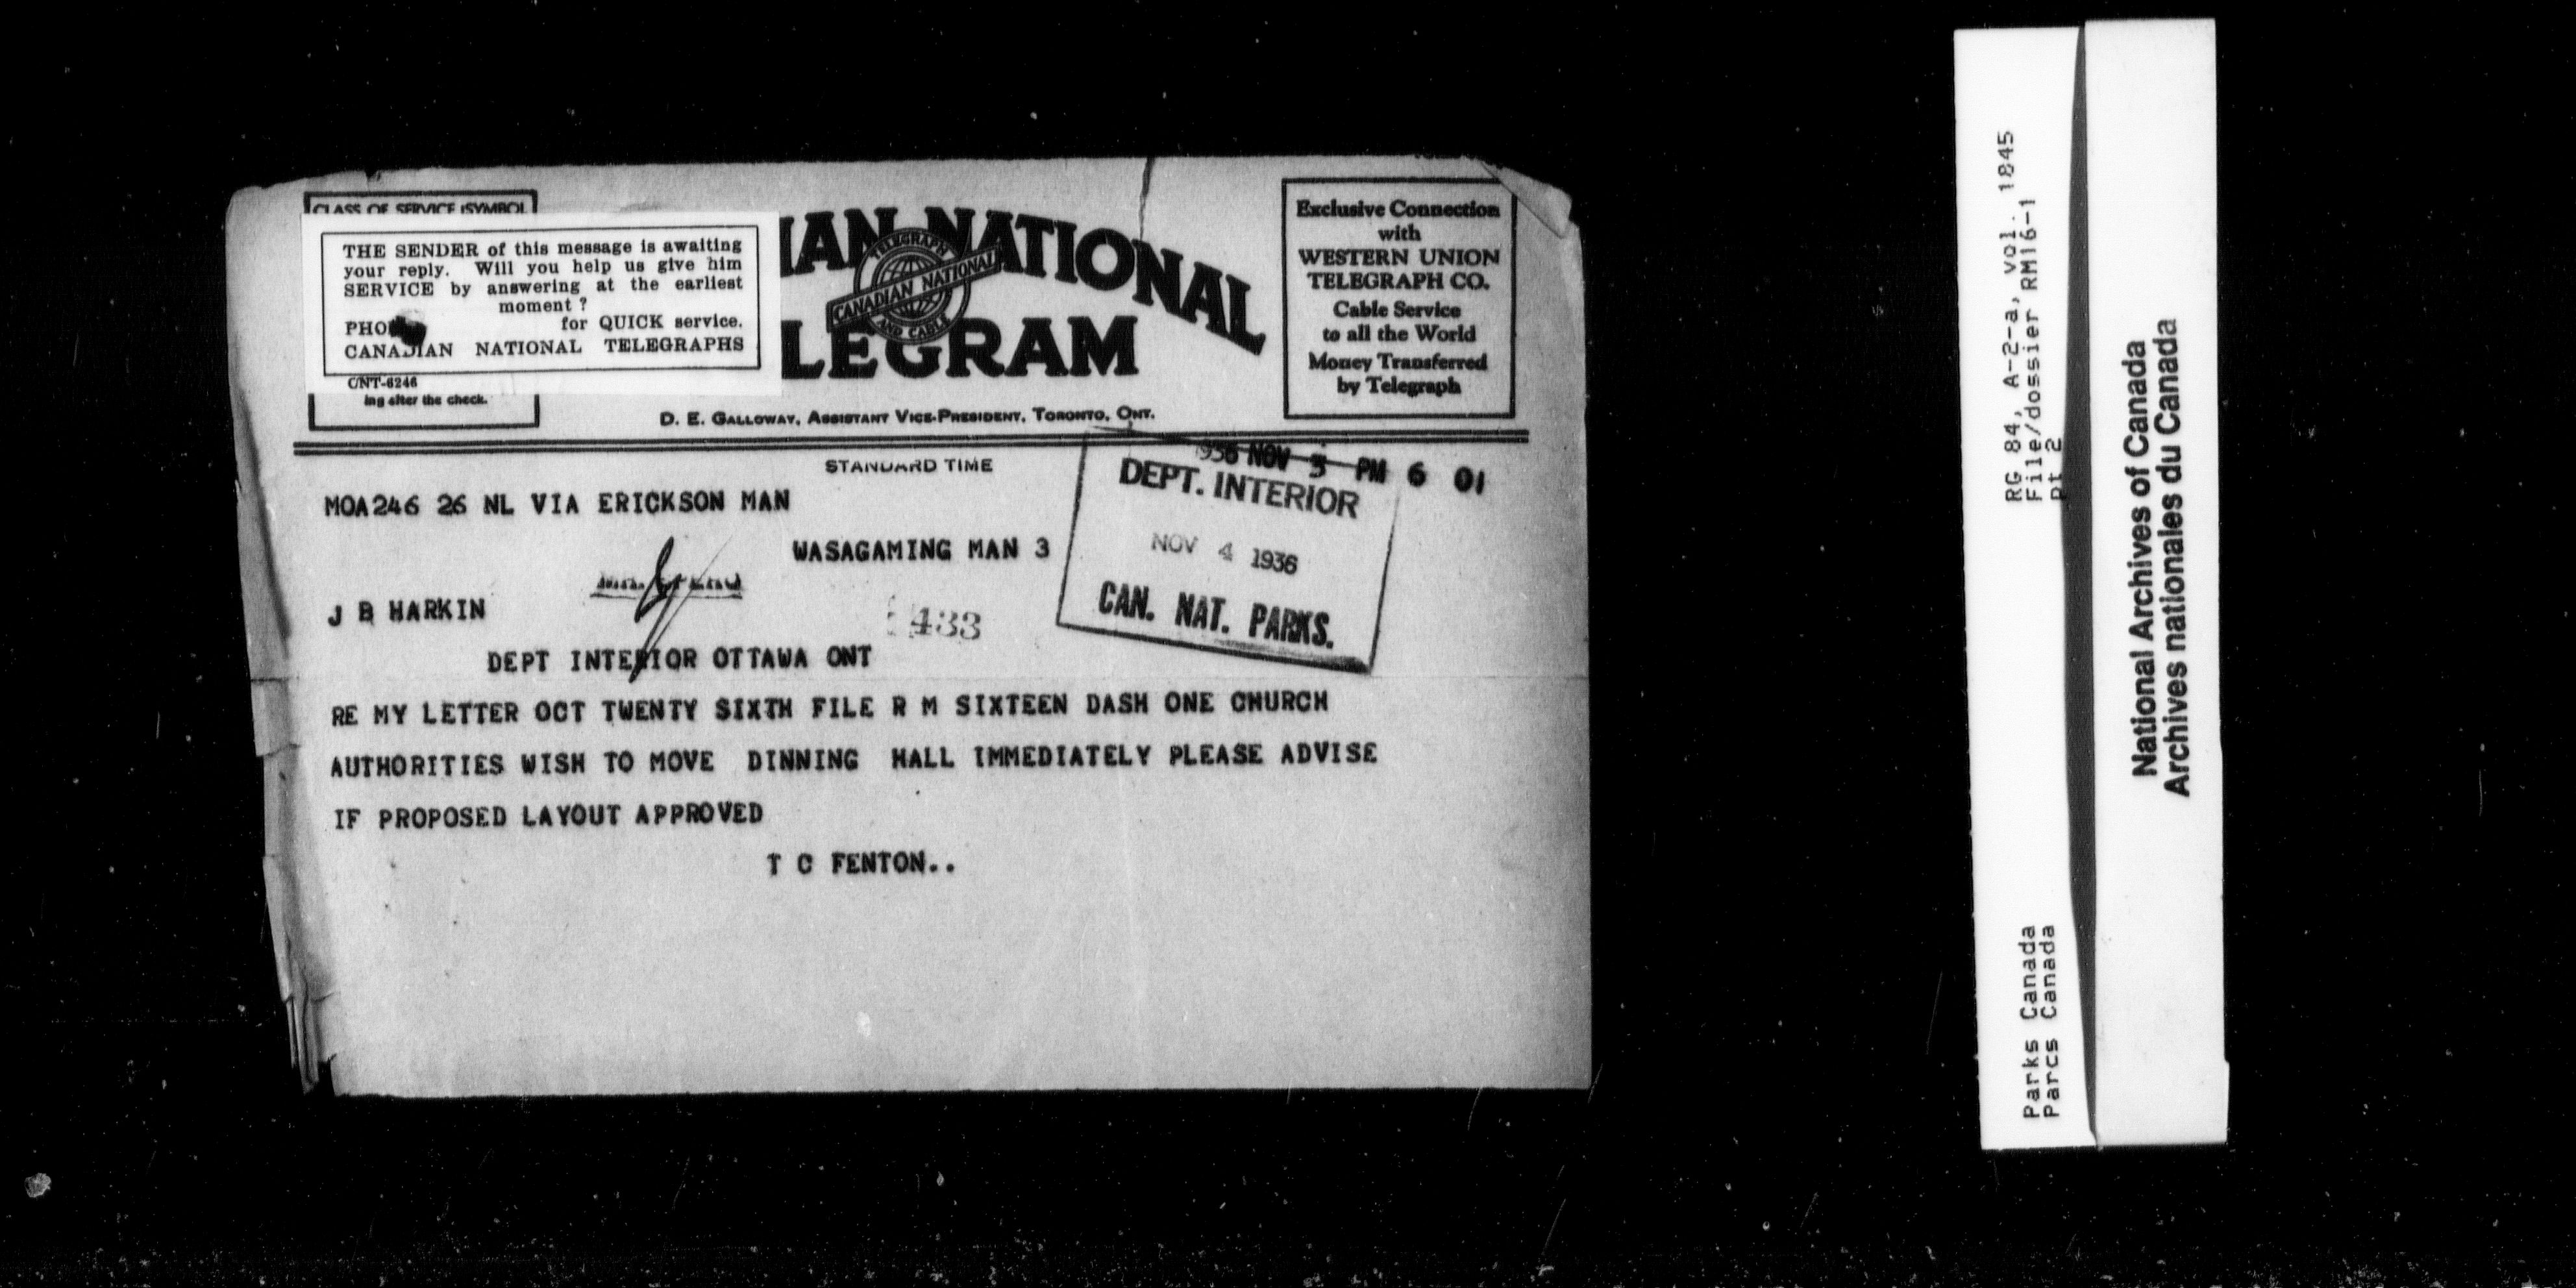 CLASS OF SERVICE SYMBOL
THE SENDER of this message is awaiting
your reply. Will you help us give him
SERVICE by answering at the earliest
moment ?
for QUICK service.
CANADIAN NATIONAL TELEGRAPHS
CNT-6246
ing after the check.
IAN NATIONAL
LEGRAM
TELEGRAPH
CANADIAN NATIONAL
AND CABLE
D. E. GALLOWAY, ASSISTANT VICE-PRESIDENT, TORONTO, ONT.
Exclusive Connection
with
WESTERN UNION
TELEGRAPH CO.
Cable Service
to all the World
Money Transferred
by Telegraph
STANDARD TIME
1936 NOV 3 PM 6 01
DEPT. INTERIOR
NOV 4 1936
CAN. NAT. PARKS.
MOA246 26 NL VIA ERICKSON MAN
WASAGAMING MAN 3
J B HARKIN
433
DEPT INTERIOR OTTAWA ONT
RE MY LETTER OCT TWENTY SIXTH FILE R M SIXTEEN DASH ONE CHURCH
AUTHORITIES WISH TO MOVE DINNING HALL IMMEDIATELY PLEASE ADVISE
IF PROPOSED LAYOUT APPROVED
T C FENTON..
RG 84, A-2-a, vol. 1845
File/dossier RM16-1
pt 2
Parks Canada
Parcs Canada
National Archives of Canada
Archives nationales du Canada